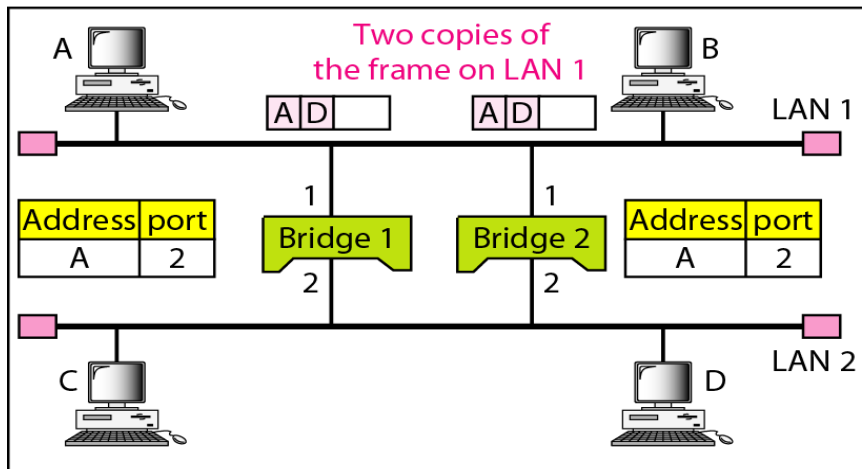 Two copies of
the frame on LAN 1
A
B
A D
A D
LAN 1
1
1
Address port
A 2
Bridge 1
Bridge 2
Address port
A 2
2
2
C
D
LAN 2